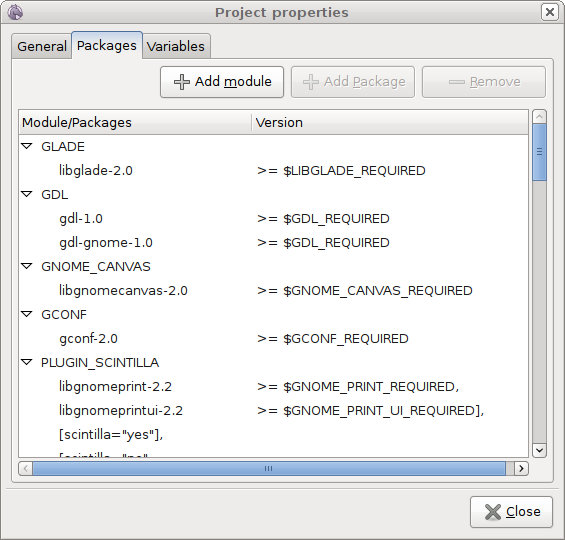 Project properties
General Packages Variables
Add module Add Package Remove
Module/Packages Version
GLADE
libglade-2.0 >= $LIBGLADE_REQUIRED
GDL
gdl-1.0 >= $GDL_REQUIRED
gdl-gnome-1.0 >= $GDL_REQUIRED
GNOME_CANVAS
libgnomecanvas-2.0 >= $GNOME_CANVAS_REQUIRED
GCONF
gconf-2.0 >= $GCONF_REQUIRED
PLUGIN_SCINTILLA
libgnomeprint-2.2 >= $GNOME_PRINT_REQUIRED,
libgnomeprintui-2.2 >= $GNOME_PRINT_UI_REQUIRED],
[scintilla="yes"],
[scintilla="no"
Close